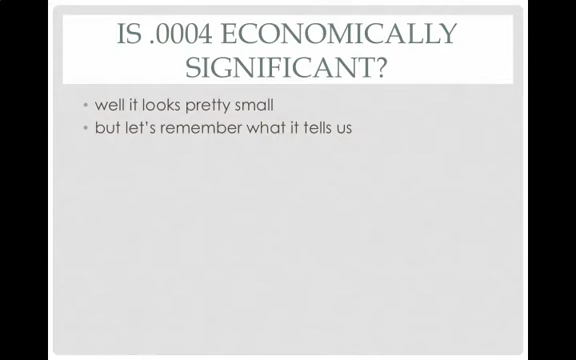 IS .0004 ECONOMICALLY
SIGNIFICANT?
• well it looks pretty small
• but let's remember what it tells us